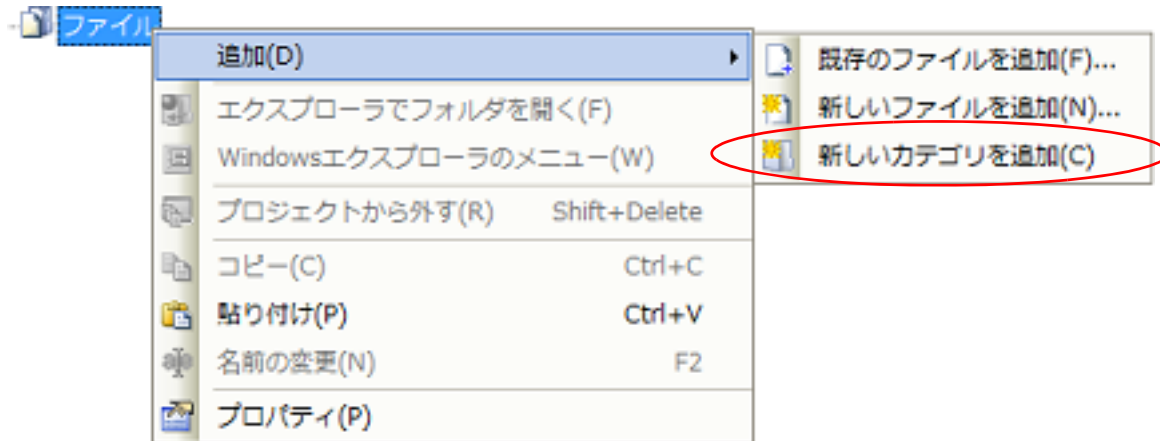 ファイル
追加(D)
エクスプローラでフォルダを開く(F)
Windowsエクスプローラのメニュー(W)
プロジェクトから外す(R) Shift+Delete
コピー(C) Ctrl+C
貼り付け(P) Ctrl+V
名前の変更(N) F2
プロパティ(P)
既存のファイルを追加(F)...
新しいファイルを追加(N)...
新しいカテゴリを追加(C)